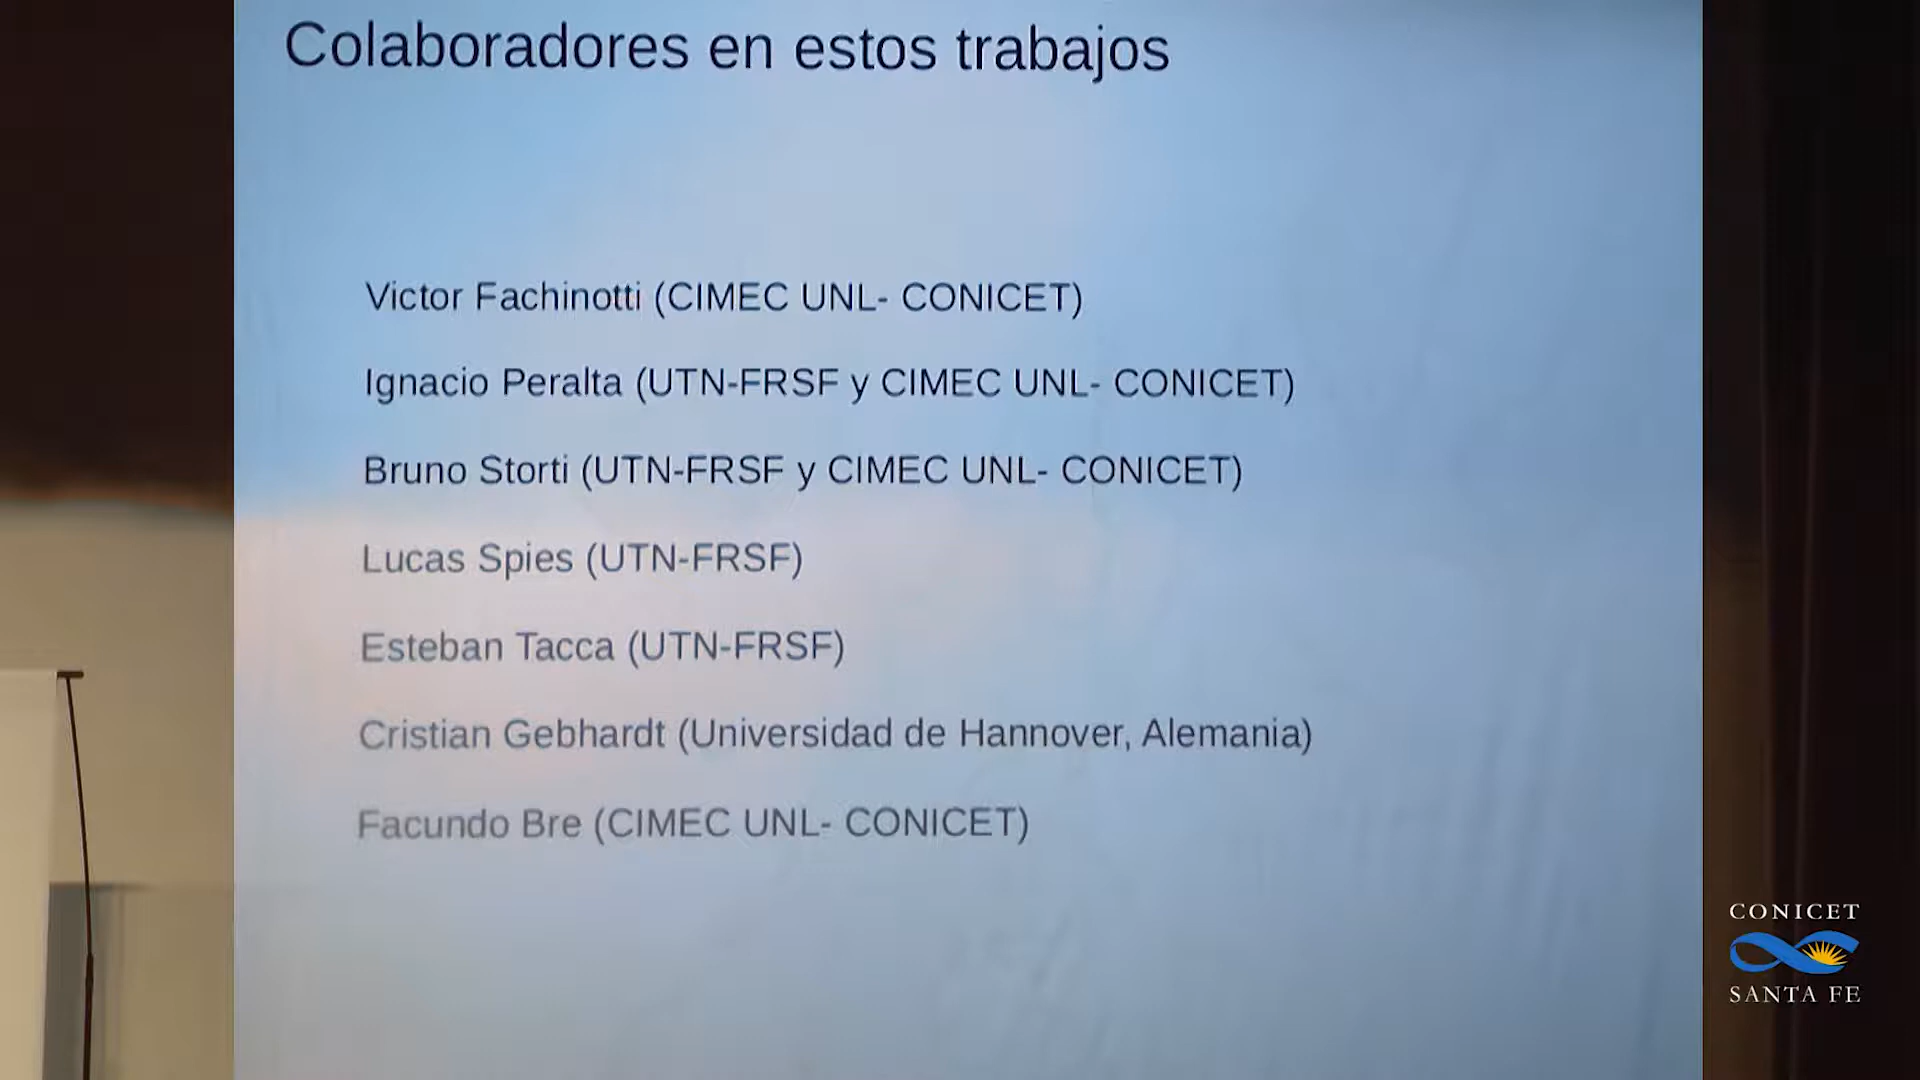 Colaboradores en estos trabajos
Victor Fachinotti (CIMEC UNL- CONICET)
Ignacio Peralta (UTN-FRSF y CIMEC UNL- CONICET)
Bruno Storti (UTN-FRSF y CIMEC UNL- CONICET)
Lucas Spies (UTN-FRSF)
Esteban Tacca (UTN-FRSF)
Cristian Gebhardt (Universidad de Hannover, Alemania)
Facundo Bre (CIMEC UNL- CONICET)
CONICET
SANTA FE